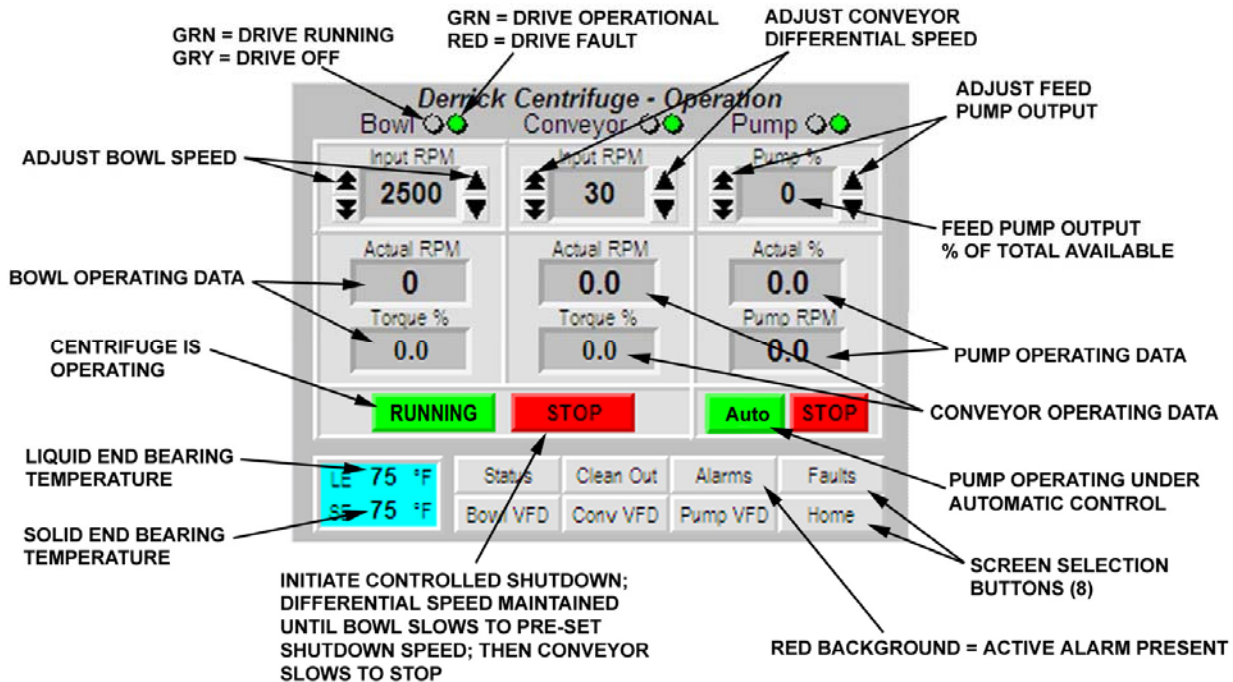 GRN = DRIVE RUNNING
GRY = DRIVE OFF
GRN = DRIVE OPERATIONAL
RED = DRIVE FAULT
ADJUST CONVEYOR
DIFFERENTIAL SPEED
ADJUST FEED
PUMP OUTPUT
ADJUST BOWL SPEED
FEED PUMP OUTPUT
% OF TOTAL AVAILABLE
BOWL OPERATING DATA
CENTRIFUGE IS
OPERATING
PUMP OPERATING DATA
CONVEYOR OPERATING DATA
LIQUID END BEARING
TEMPERATURE
PUMP OPERATING UNDER
AUTOMATIC CONTROL
SOLID END BEARING
TEMPERATURE
SCREEN SELECTION
BUTTONS (8)
INITIATE CONTROLLED SHUTDOWN;
DIFFERENTIAL SPEED MAINTAINED
UNTIL BOWL SLOWS TO PRE-SET
SHUTDOWN SPEED; THEN CONVEYOR
SLOWS TO STOP
RED BACKGROUND = ACTIVE ALARM PRESENT
Derrick Centrifuge - Operation
Bowl Conveyor Pump
Input RPM Input RPM Pump %
2500 30 0
Actual RPM Actual RPM Actual %
0 0.0 0.0
Torque % Torque % Pump RPM
0.0 0.0 0.0
RUNNING STOP Auto STOP
LE 75 °F
SE 75 °F
Status Clean Out Alarms Faults
Bowl VFD Conv VFD Pump VFD Home